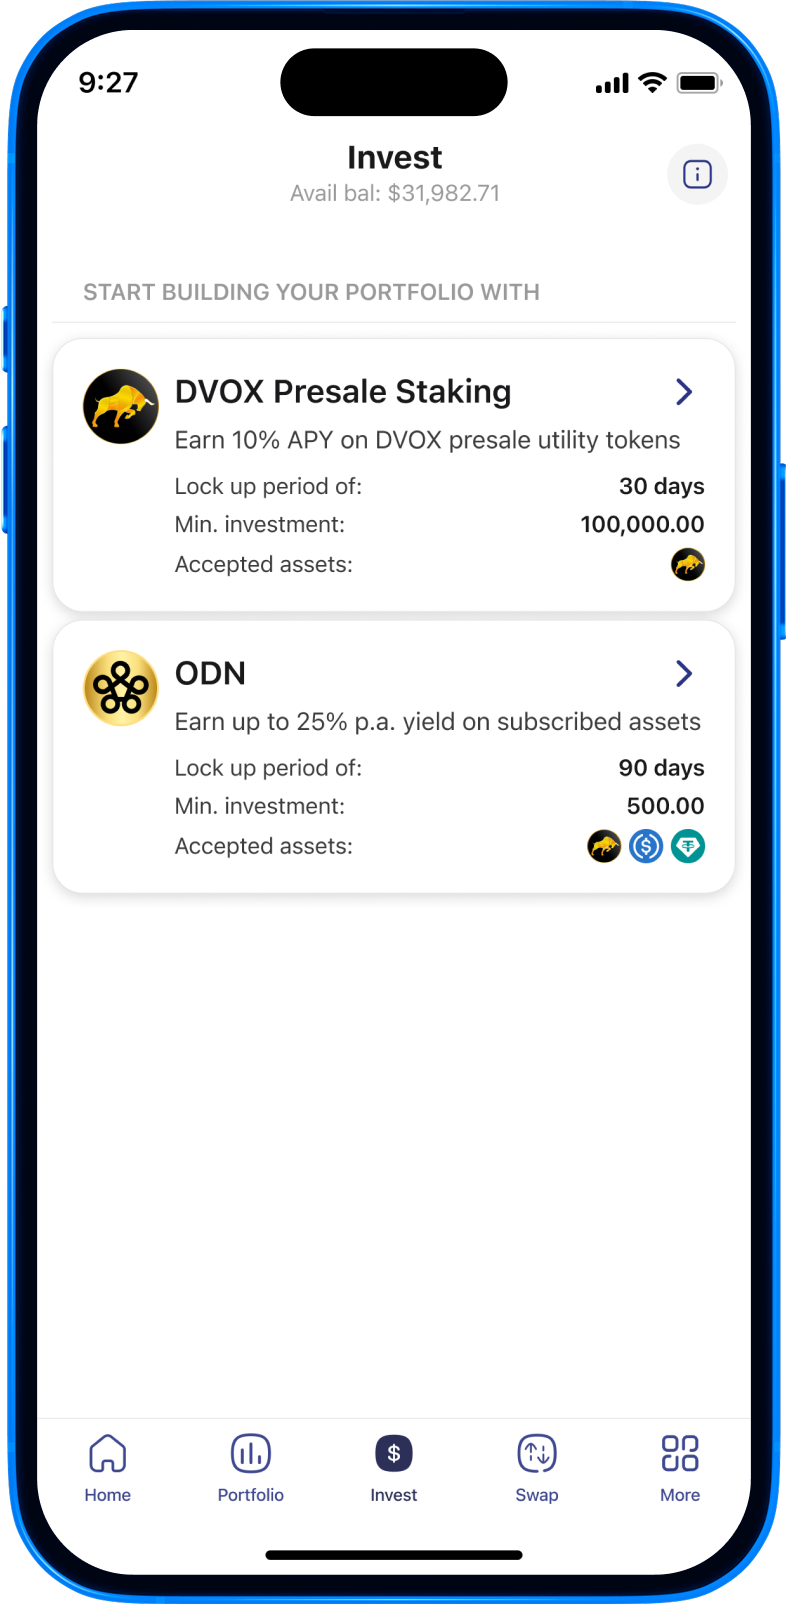 9:27
Invest
Avail bal: $31,982.71
START BUILDING YOUR PORTFOLIO WITH
DVOX Presale Staking
Earn 10% APY on DVOX presale utility tokens
Lock up period of: 30 days
Min. investment: 100,000.00
Accepted assets:
ODN
Earn up to 25% p.a. yield on subscribed assets
Lock up period of: 90 days
Min. investment: 500.00
Accepted assets:
Home Portfolio Invest Swap More